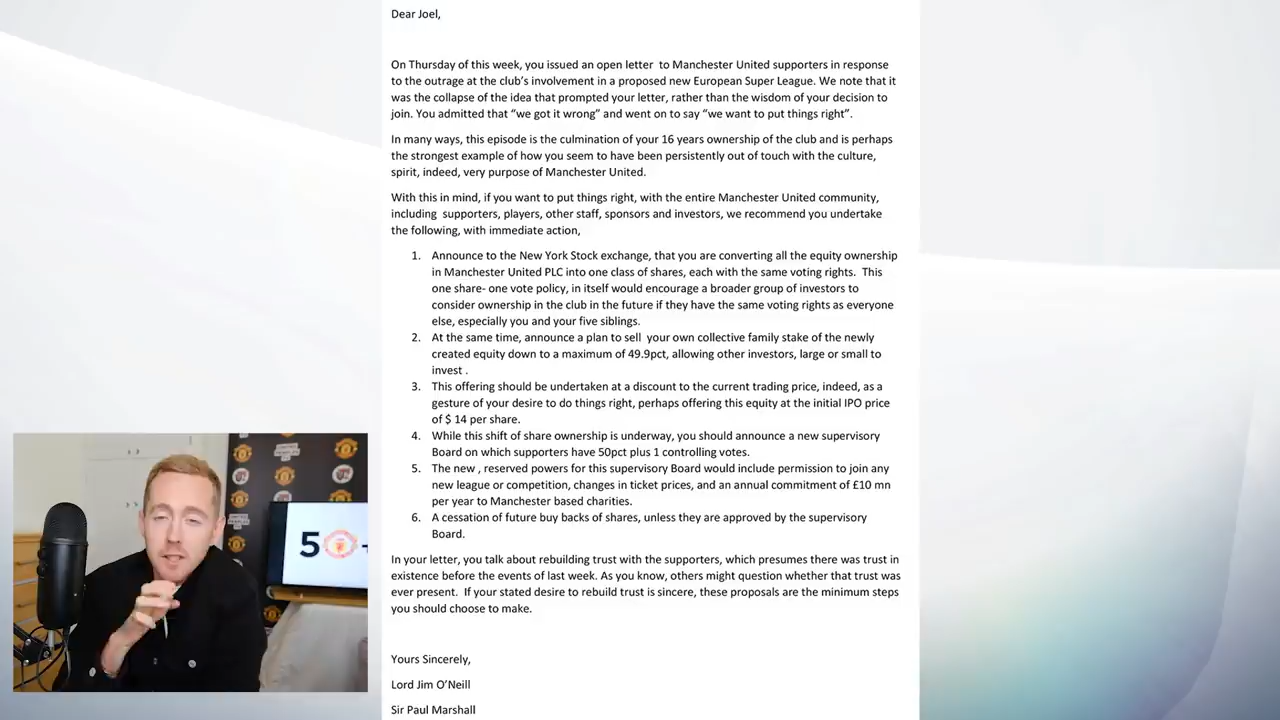 Dear Joel,
On Thursday of this week, you issued an open letter  to Manchester United supporters in response
to the outrage at the club's involvement in a proposed new European Super League. We note that it
was the collapse of the idea that prompted your letter, rather than the wisdom of your decision to
join. You admitted that “we got it wrong” and went on to say “we want to put things right”.
In many ways, this episode is the culmination of your 16 years ownership of the club and is perhaps
the strongest example of how you seem to have been persistently out of touch with the culture,
spirit, indeed, very purpose of Manchester United.
With this in mind, if you want to put things right, with the entire Manchester United community,
including  supporters, players, other staff, sponsors and investors, we recommend you undertake
the following, with immediate action,
1. Announce to the New York Stock exchange, that you are converting all the equity ownership
in Manchester United PLC into one class of shares, each with the same voting rights.  This
one share- one vote policy, in itself would encourage a broader group of investors to
consider ownership in the club in the future if they have the same voting rights as everyone
else, especially you and your five siblings.
2. At the same time, announce a plan to sell  your own collective family stake of the newly
created equity down to a maximum of 49.9pct, allowing other investors, large or small to
invest .
3. This offering should be undertaken at a discount to the current trading price, indeed, as a
gesture of your desire to do things right, perhaps offering this equity at the initial IPO price
of $ 14 per share.
4. While this shift of share ownership is underway, you should announce a new supervisory
Board on which supporters have 50pct plus 1 controlling votes.
5. The new , reserved powers for this supervisory Board would include permission to join any
new league or competition, changes in ticket prices, and an annual commitment of £10 mn
per year to Manchester based charities.
6. A cessation of future buy backs of shares, unless they are approved by the supervisory
Board.
In your letter, you talk about rebuilding trust with the supporters, which presumes there was trust in
existence before the events of last week. As you know, others might question whether that trust was
ever present.  If your stated desire to rebuild trust is sincere, these proposals are the minimum steps
you should choose to make.
Yours Sincerely,
Lord Jim O'Neill
Sir Paul Marshall
5